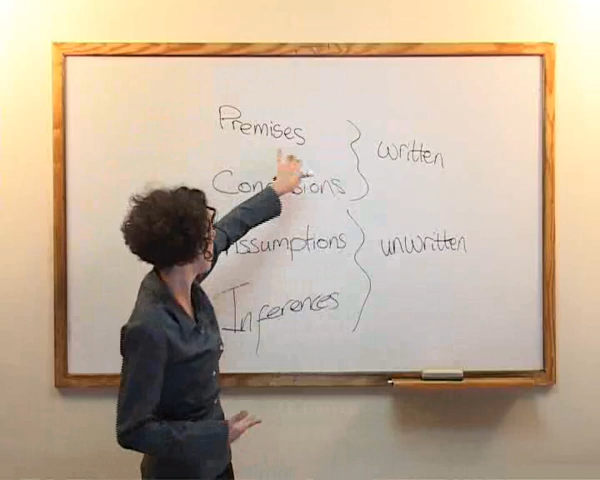 Premises
Conclusions
written
Assumptions
Inferences
unwritten